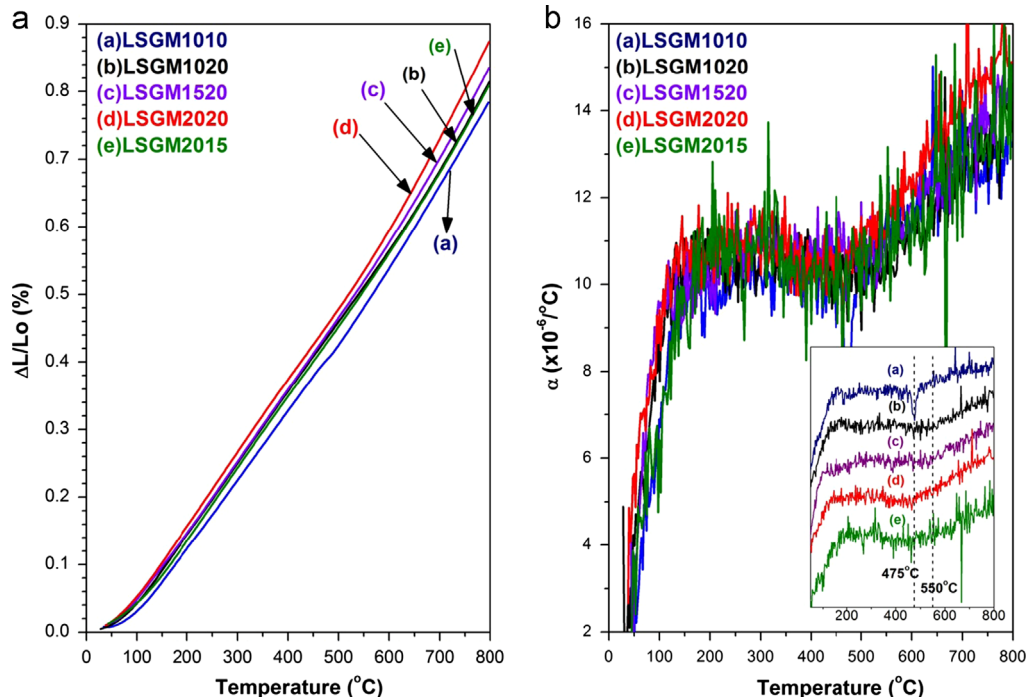 a
0.9
0.8
0.7
0.6
0.5
0.4
0.3
0.2
0.1
0.0
ΔL/Lo (%)
(a)LSGM1010
(b)LSGM1020
(c)LSGM1520
(d)LSGM2020
(e)LSGM2015
(e)
(b)
(c)
(d)
(a)
0 100 200 300 400 500 600 700 800
Temperature (°C)
b
16
14
12
10
8
6
4
2
α (x10⁻⁶/°C)
(a)LSGM1010
(b)LSGM1020
(c)LSGM1520
(d)LSGM2020
(e)LSGM2015
(a)
(b)
(c)
(d)
(e)
475°C
550°C
200 400 600 800
0 100 200 300 400 500 600 700 800
Temperature (°C)